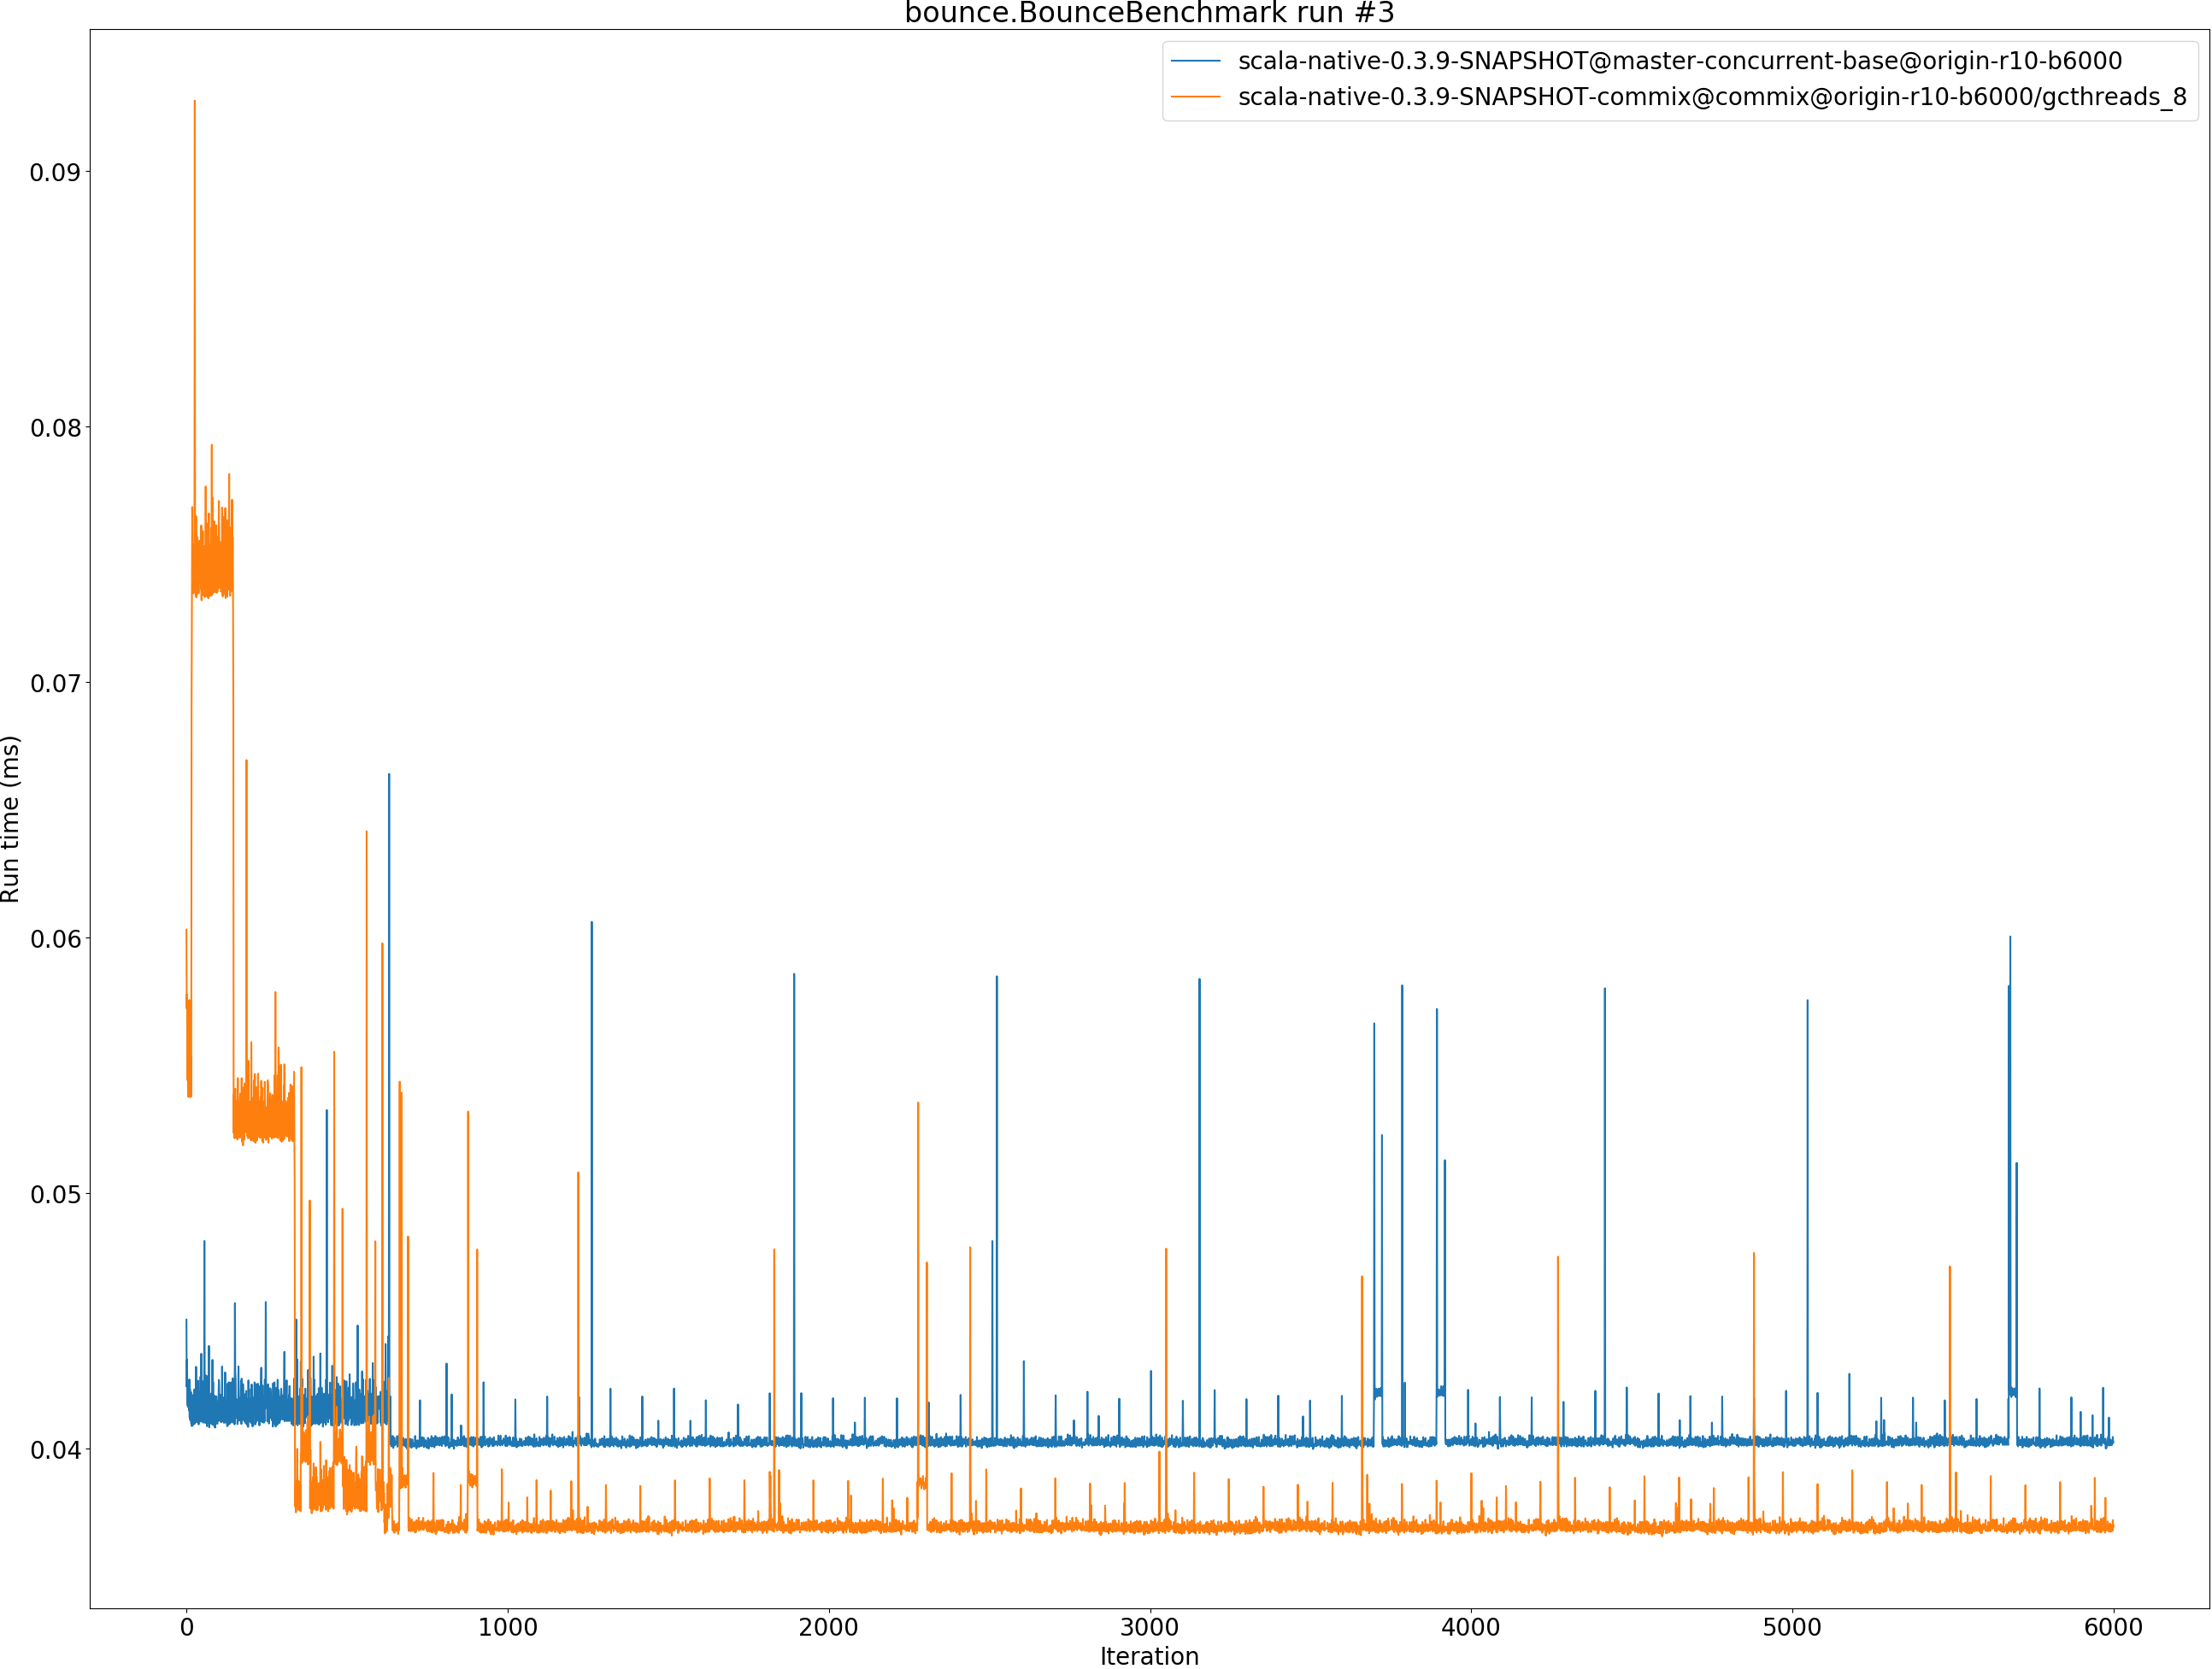 bounce.BounceBenchmark run #3
scala-native-0.3.9-SNAPSHOT@master-concurrent-base@origin-r10-b6000
scala-native-0.3.9-SNAPSHOT-commix@commix@origin-r10-b6000/gcthreads_8
0.09
0.08
0.07
0.06
0.05
0.04
Run time (ms)
0 1000 2000 3000 4000 5000 6000
Iteration